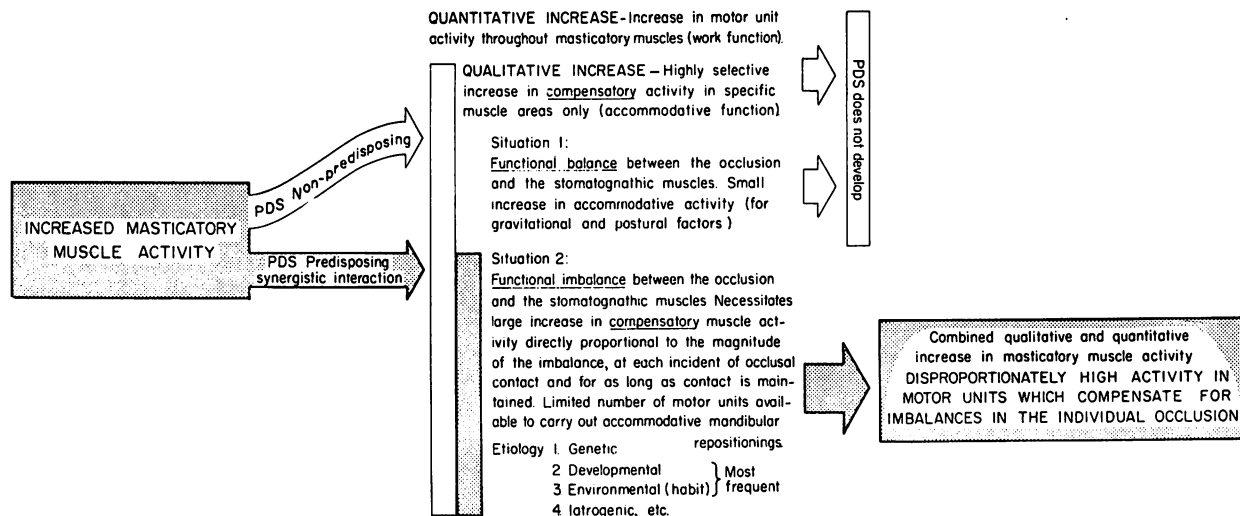 QUANTITATIVE INCREASE - Increase in motor unit
activity throughout masticatory muscles (work function).
QUALITATIVE INCREASE - Highly selective
increase in compensatory activity in specific
muscle areas only (accommodative function)
Situation 1:
Functional balance between the occlusion
and the stomatognathic muscles. Small
increase in accommodative activity (for
gravitational and postural factors)
PDS does not develop
PDS Non-predisposing
INCREASED MASTICATORY
MUSCLE ACTIVITY
PDS Predisposing
synergistic interaction
Situation 2:
Functional imbalance between the occlusion
and the stomatognathic muscles Necessitates
large increase in compensatory muscle act-
ivity directly proportional to the magnitude
of the imbalance, at each incident of occlusal
contact and for as long as contact is main-
tained. Limited number of motor units avail-
able to carry out accommodative mandibular
repositionings.
Etiology 1. Genetic
2 Developmental
3 Environmental (habit)
4. Iatrogenic, etc.
Most
frequent
Combined qualitative and quantitative
increase in masticatory muscle activity
DISPROPORTIONATELY HIGH ACTIVITY IN
MOTOR UNITS WHICH COMPENSATE FOR
IMBALANCES IN THE INDIVIDUAL OCCLUSION